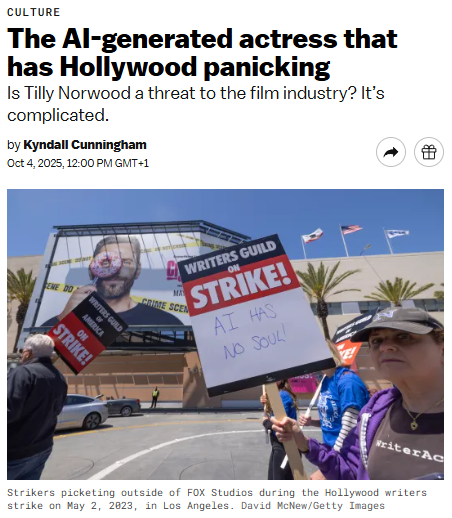 CULTURE
The AI-generated actress that
has Hollywood panicking
Is Tilly Norwood a threat to the film industry? It’s
complicated.
by Kyndall Cunningham
Oct 4, 2025, 12:00 PM GMT+1
WRITERS GUILD
ON
STRIKE!
AI HAS
NO SOUL!
WRITERS GUILD
OF
AMERICA
ON
STRIKE!
CRIME SCENE
Strikers picketing outside of FOX Studios during the Hollywood writers
strike on May 2, 2023, in Los Angeles. David McNew/Getty Images